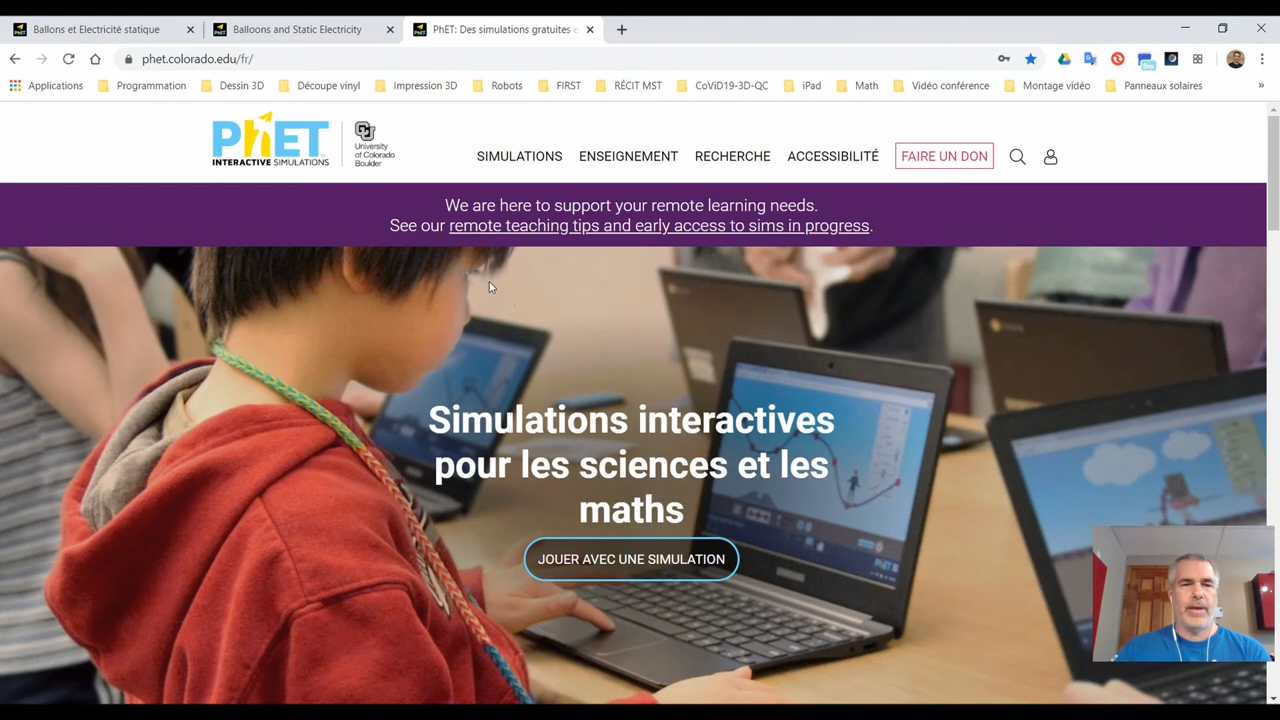 Ballons et Electricité statique
Balloons and Static Electricity
PhET: Des simulations gratuites e
phet.colorado.edu/fr/
Applications
Programmation
Dessin 3D
Découpe vinyl
Impression 3D
Robots
FIRST
RÉCIT MST
CoViD19-3D-QC
iPad
Math
Vidéo conférence
Montage vidéo
Panneaux solaires
»
PhET
INTERACTIVE SIMULATIONS
University
of Colorado
Boulder
SIMULATIONS
ENSEIGNEMENT
RECHERCHE
ACCESSIBILITÉ
FAIRE UN DON
We are here to support your remote learning needs.
See our remote teaching tips and early access to sims in progress.
Simulations interactives
pour les sciences et les
maths
JOUER AVEC UNE SIMULATION